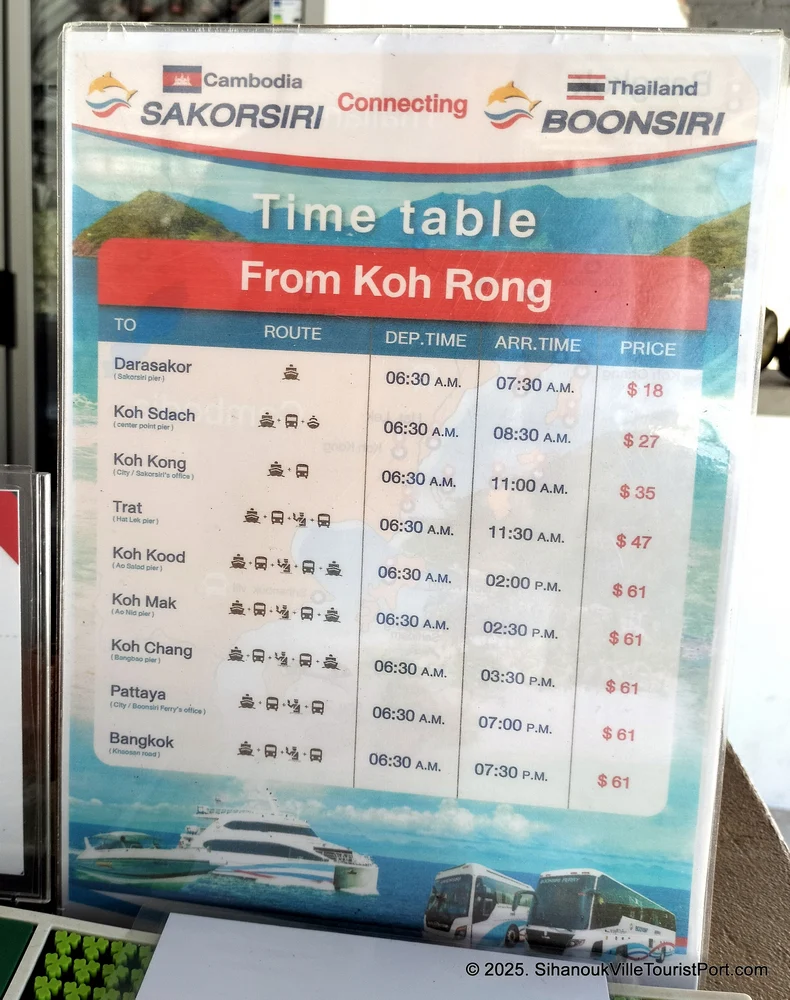 Cambodia
SAKORSIRI
Connecting
Thailand
BOONSIRI
Time table
From Koh Rong
TO ROUTE DEP.TIME ARR.TIME PRICE
Darasakor 06:30 A.M. 07:30 A.M. $ 18
( Sakorsiri pier )
Koh Sdach 06:30 A.M. 08:30 A.M. $ 27
( center point pier )
Koh Kong 06:30 A.M. 11:00 A.M. $ 35
( City / Sakorsiri's office )
Trat 06:30 A.M. 11:30 A.M. $ 47
( Hat Lek pier )
Koh Kood 06:30 A.M. 02:00 P.M. $ 61
( Ao Salad pier )
Koh Mak 06:30 A.M. 02:30 P.M. $ 61
( Ao Nid pier )
Koh Chang 06:30 A.M. 03:30 P.M. $ 61
( Bangbao pier )
Pattaya 06:30 A.M. 07:00 P.M. $ 61
( City / Boonsiri Ferry's office )
Bangkok 06:30 A.M. 07:30 P.M. $ 61
( Khaosan road )
© 2025. SihanoukVilleTouristPort.com